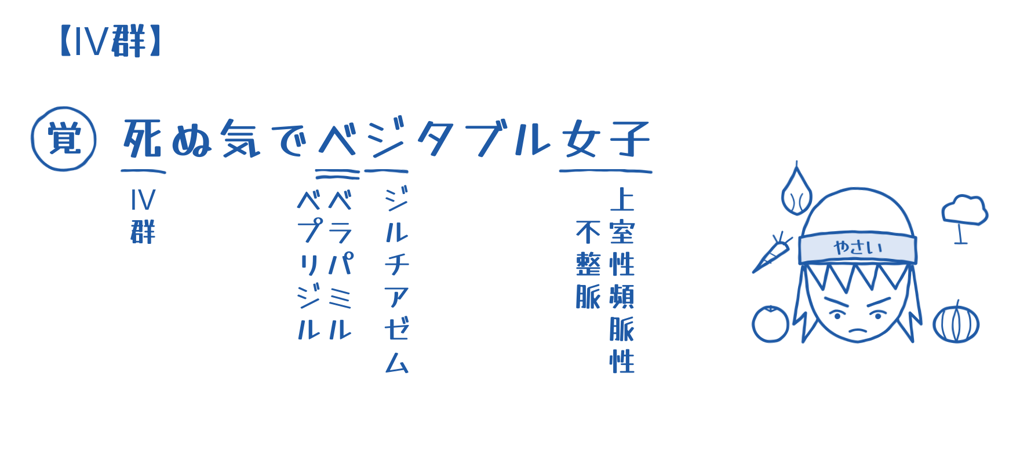 【Ⅳ群】
覚 死ぬ気でベジタブル女子
Ⅳ群
ベラパミル
ベプリジル
ジルチアゼム
上室性頻脈性
不整脈
やさい